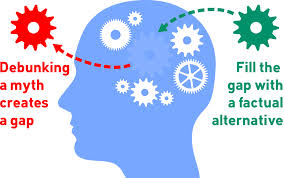 Debunking
a myth
creates
a gap
Fill the
gap with
a factual
alternative